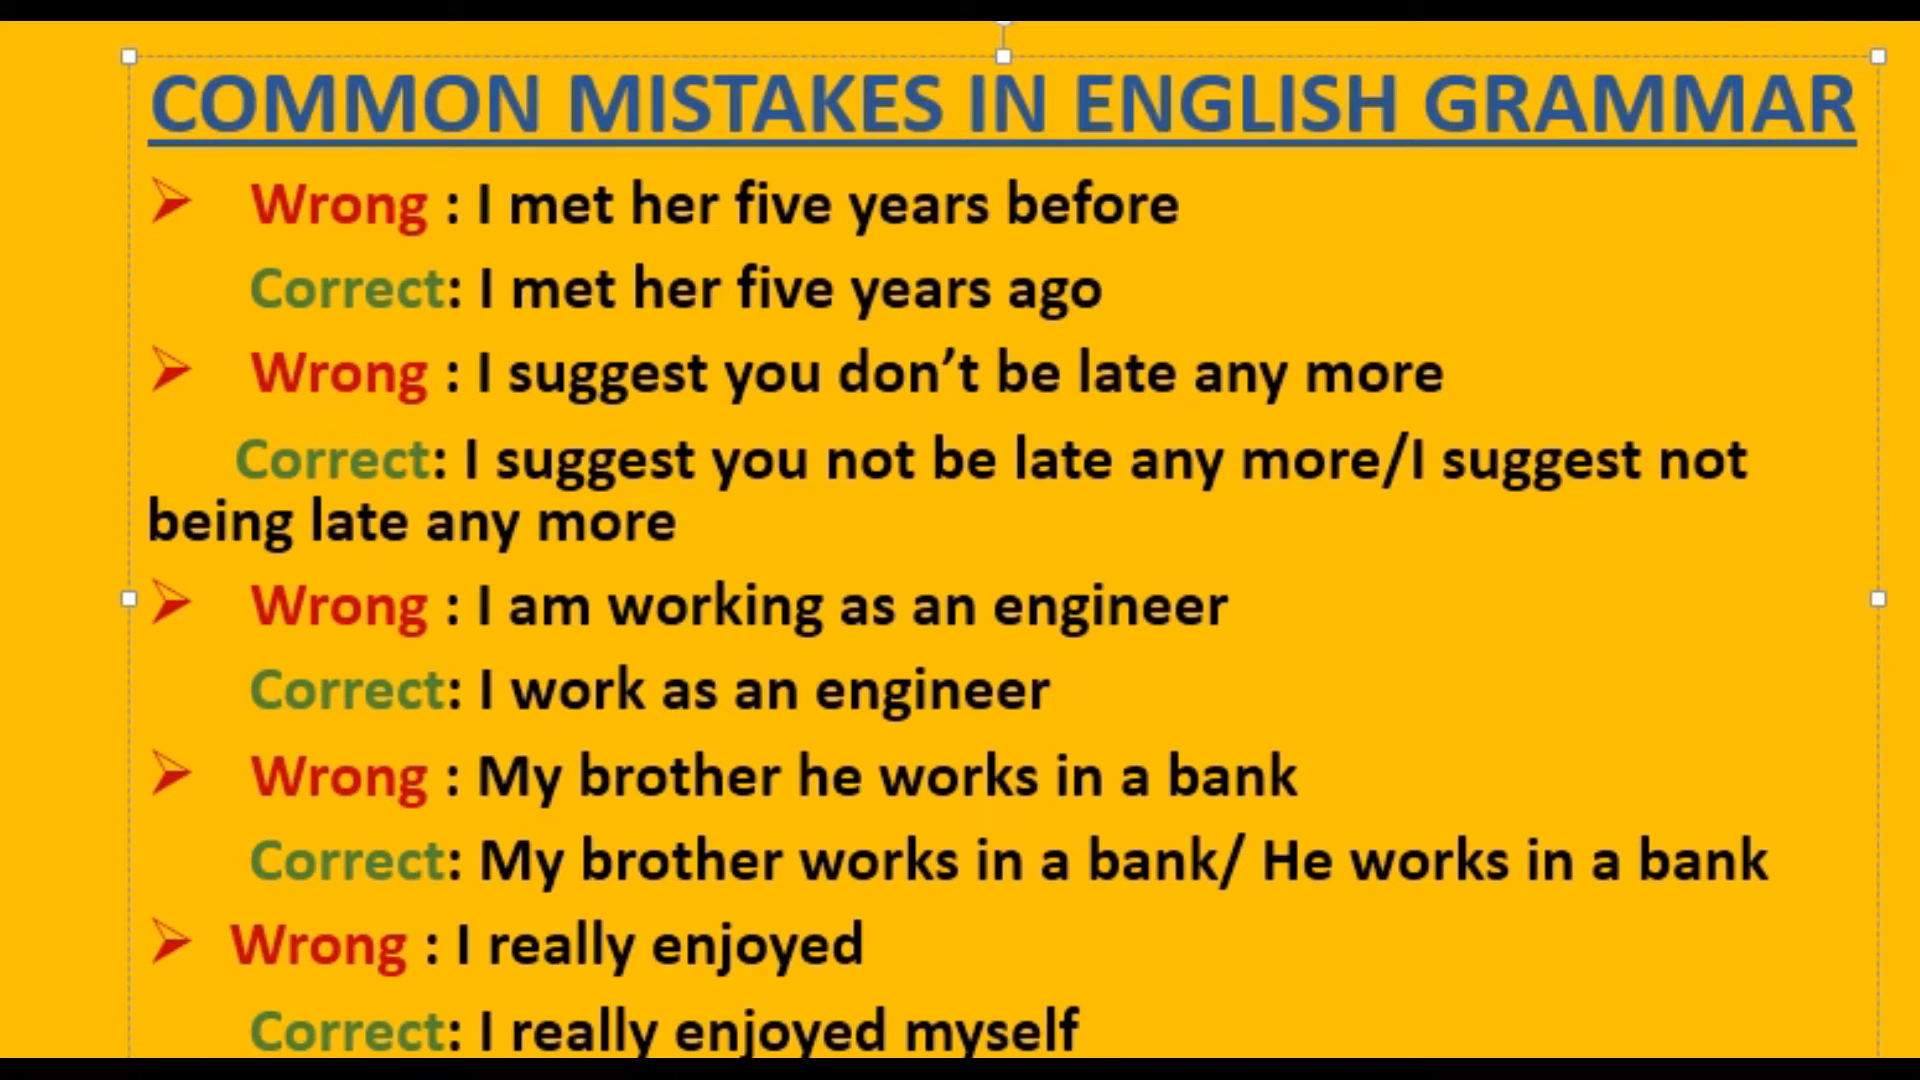 COMMON MISTAKES IN ENGLISH GRAMMAR
Wrong : I met her five years before
Correct: I met her five years ago
Wrong : I suggest you don’t be late any more
Correct: I suggest you not be late any more/I suggest not
being late any more
Wrong : I am working as an engineer
Correct: I work as an engineer
Wrong : My brother he works in a bank
Correct: My brother works in a bank/ He works in a bank
Wrong : I really enjoyed
Correct: I really enjoyed myself